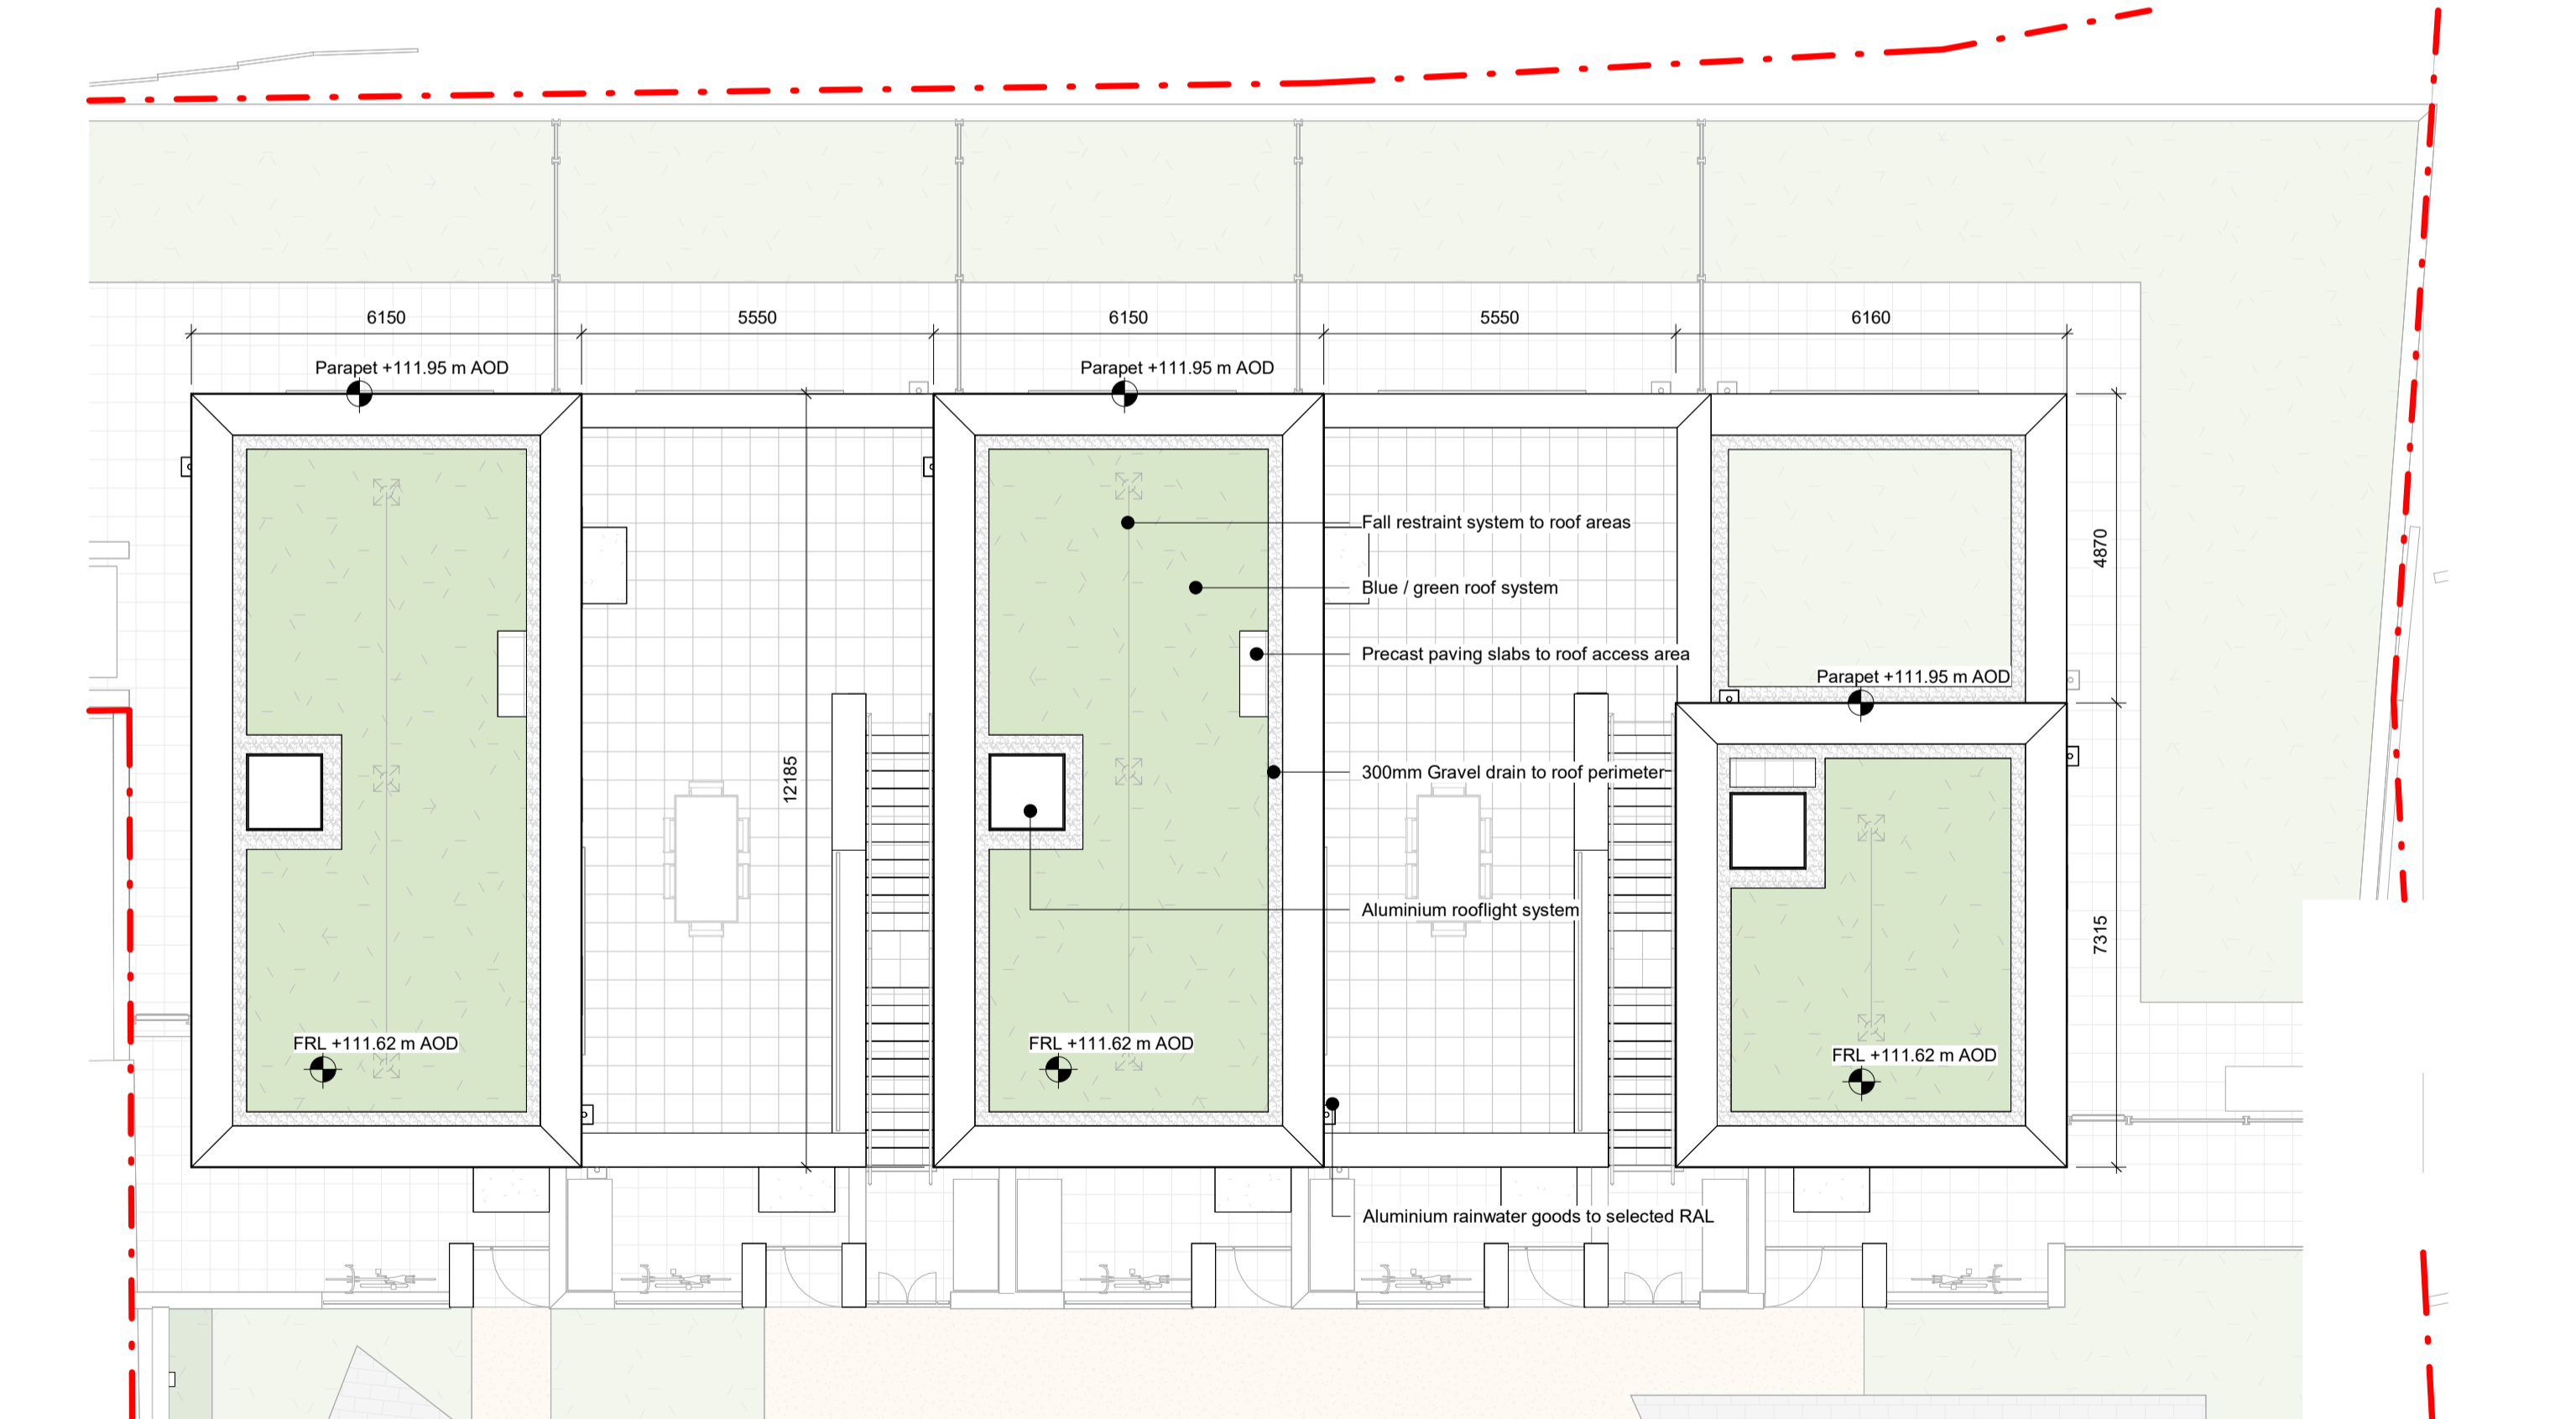 6150
5550
6150
5550
6160
Parapet +111.95 m AOD
Parapet +111.95 m AOD
Fall restraint system to roof areas
4870
Blue / green roof system
Precast paving slabs to roof access area
Parapet +111.95 m AOD
12185
300mm Gravel drain to roof perimeter
Aluminium rooflight system
7315
FRL +111.62 m AOD
FRL +111.62 m AOD
FRL +111.62 m AOD
Aluminium rainwater goods to selected RAL